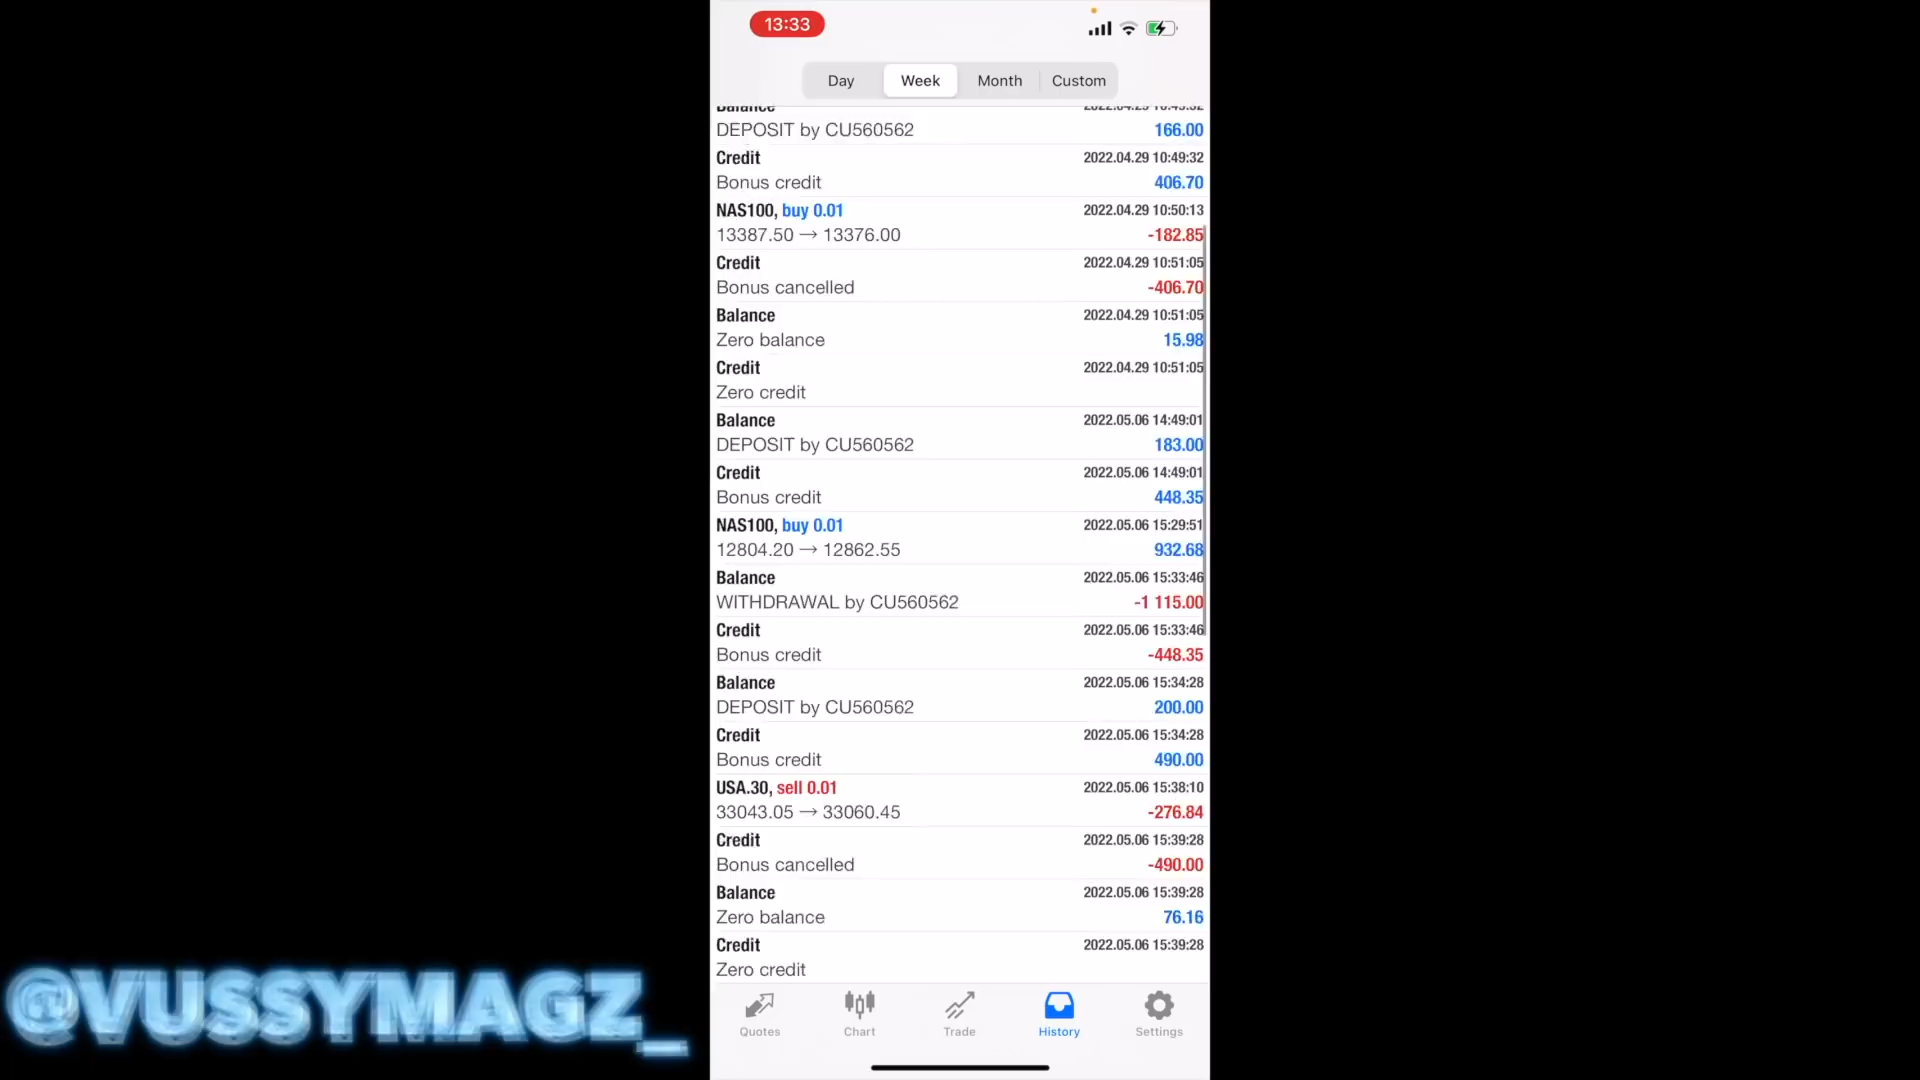 13:33
Day Week Month Custom
Balance
DEPOSIT by CU560562 166.00
Credit 2022.04.29 10:49:32
Bonus credit 406.70
NAS100, buy 0.01 2022.04.29 10:50:13
13387.50 → 13376.00 -182.85
Credit 2022.04.29 10:51:05
Bonus cancelled -406.70
Balance 2022.04.29 10:51:05
Zero balance 15.98
Credit 2022.04.29 10:51:05
Zero credit
Balance 2022.05.06 14:49:01
DEPOSIT by CU560562 183.00
Credit 2022.05.06 14:49:01
Bonus credit 448.35
NAS100, buy 0.01 2022.05.06 15:29:51
12804.20 → 12862.55 932.68
Balance 2022.05.06 15:33:46
WITHDRAWAL by CU560562 -1 115.00
Credit 2022.05.06 15:33:46
Bonus credit -448.35
Balance 2022.05.06 15:34:28
DEPOSIT by CU560562 200.00
Credit 2022.05.06 15:34:28
Bonus credit 490.00
USA.30, sell 0.01 2022.05.06 15:38:10
33043.05 → 33060.45 -276.84
Credit 2022.05.06 15:39:28
Bonus cancelled -490.00
Balance 2022.05.06 15:39:28
Zero balance 76.16
Credit 2022.05.06 15:39:28
Zero credit
Quotes Chart Trade History Settings
@VUSSYMAGZ_